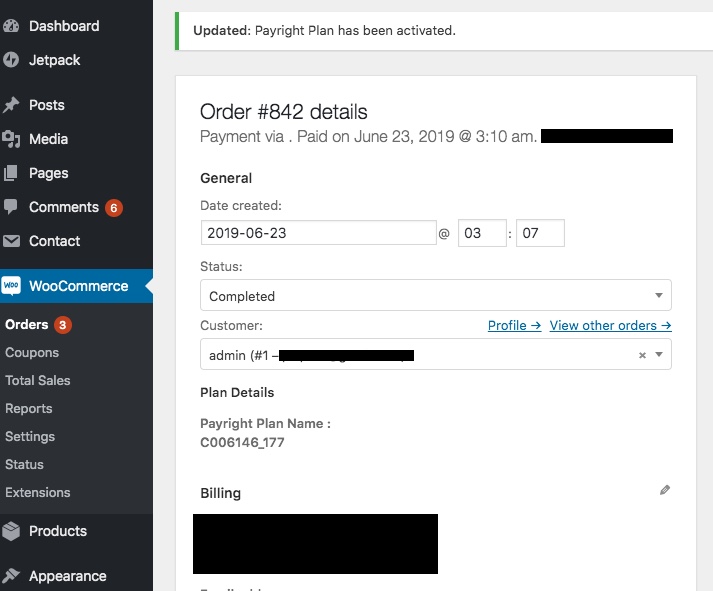 Dashboard
Jetpack
Posts
Media
Pages
Comments 6
Contact
WOO WooCommerce
Orders 3
Coupons
Total Sales
Reports
Settings
Status
Extensions
Products
Appearance
Updated: Payright Plan has been activated.
Order #842 details
Payment via . Paid on June 23, 2019 @ 3:10 am.
General
Date created:
2019-06-23 @ 03 : 07
Status:
Completed
Customer: Profile → View other orders →
admin (#1 – × 
Plan Details
Payright Plan Name :
C006146_177
Billing